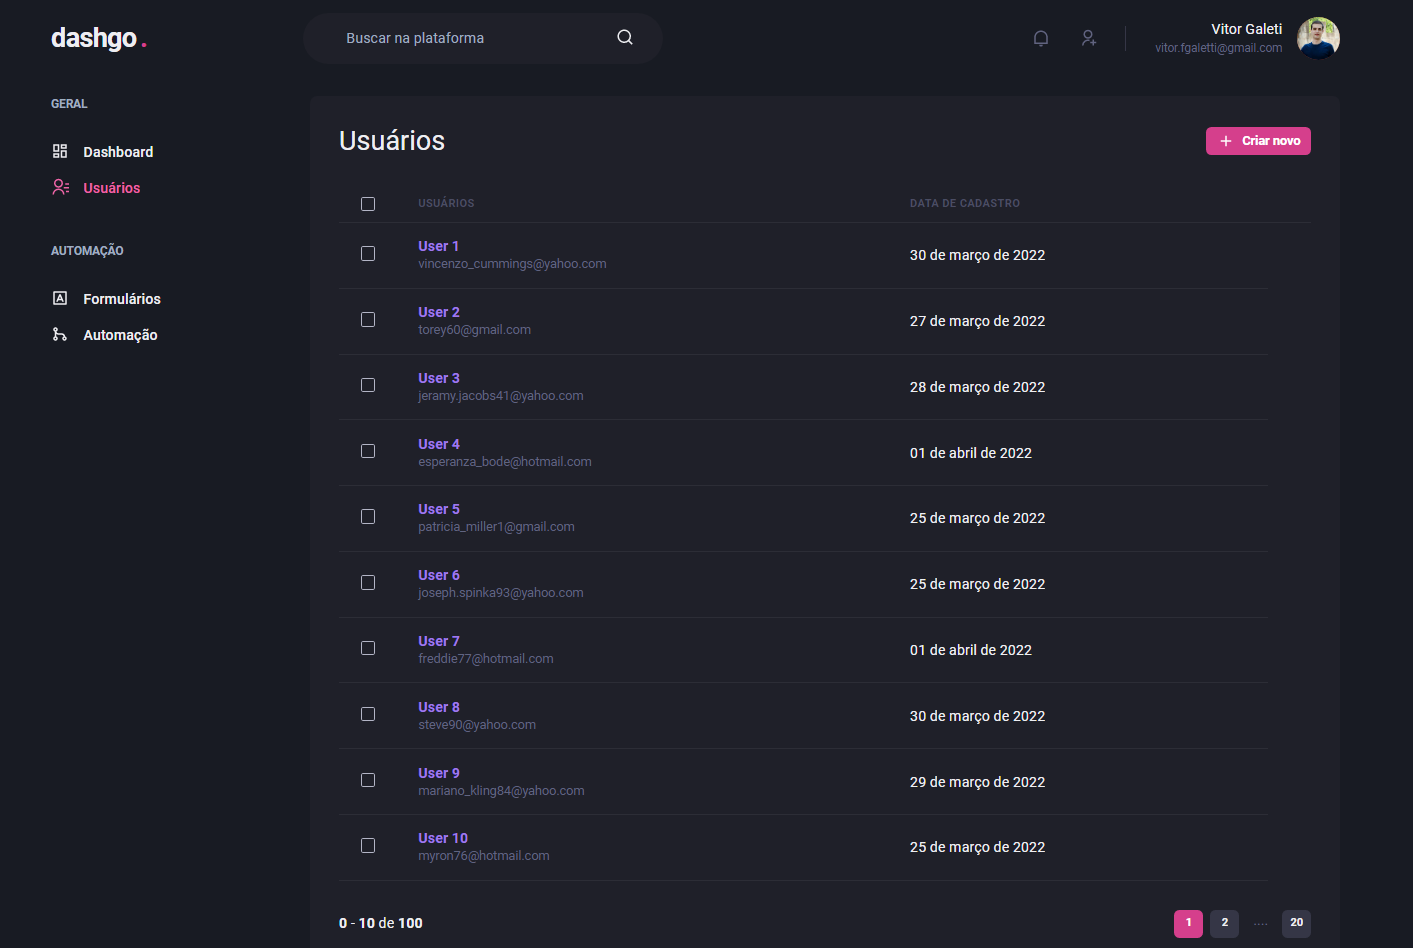 dashgo.
Buscar na plataforma
Vitor Galeti
vitor.fgaletti@gmail.com
GERAL
Dashboard
Usuários
AUTOMAÇÃO
Formulários
Automação
Usuários
Criar novo
USUÁRIOS DATA DE CADASTRO
User 1
vincenzo_cummings@yahoo.com
30 de março de 2022
User 2
torey60@gmail.com
27 de março de 2022
User 3
jeramy.jacobs41@yahoo.com
28 de março de 2022
User 4
esperanza_bode@hotmail.com
01 de abril de 2022
User 5
patricia_miller1@gmail.com
25 de março de 2022
User 6
joseph.spinka93@yahoo.com
25 de março de 2022
User 7
freddie77@hotmail.com
01 de abril de 2022
User 8
steve90@yahoo.com
30 de março de 2022
User 9
mariano_kling84@yahoo.com
29 de março de 2022
User 10
myron76@hotmail.com
25 de março de 2022
0 - 10 de 100
1 2 .... 20